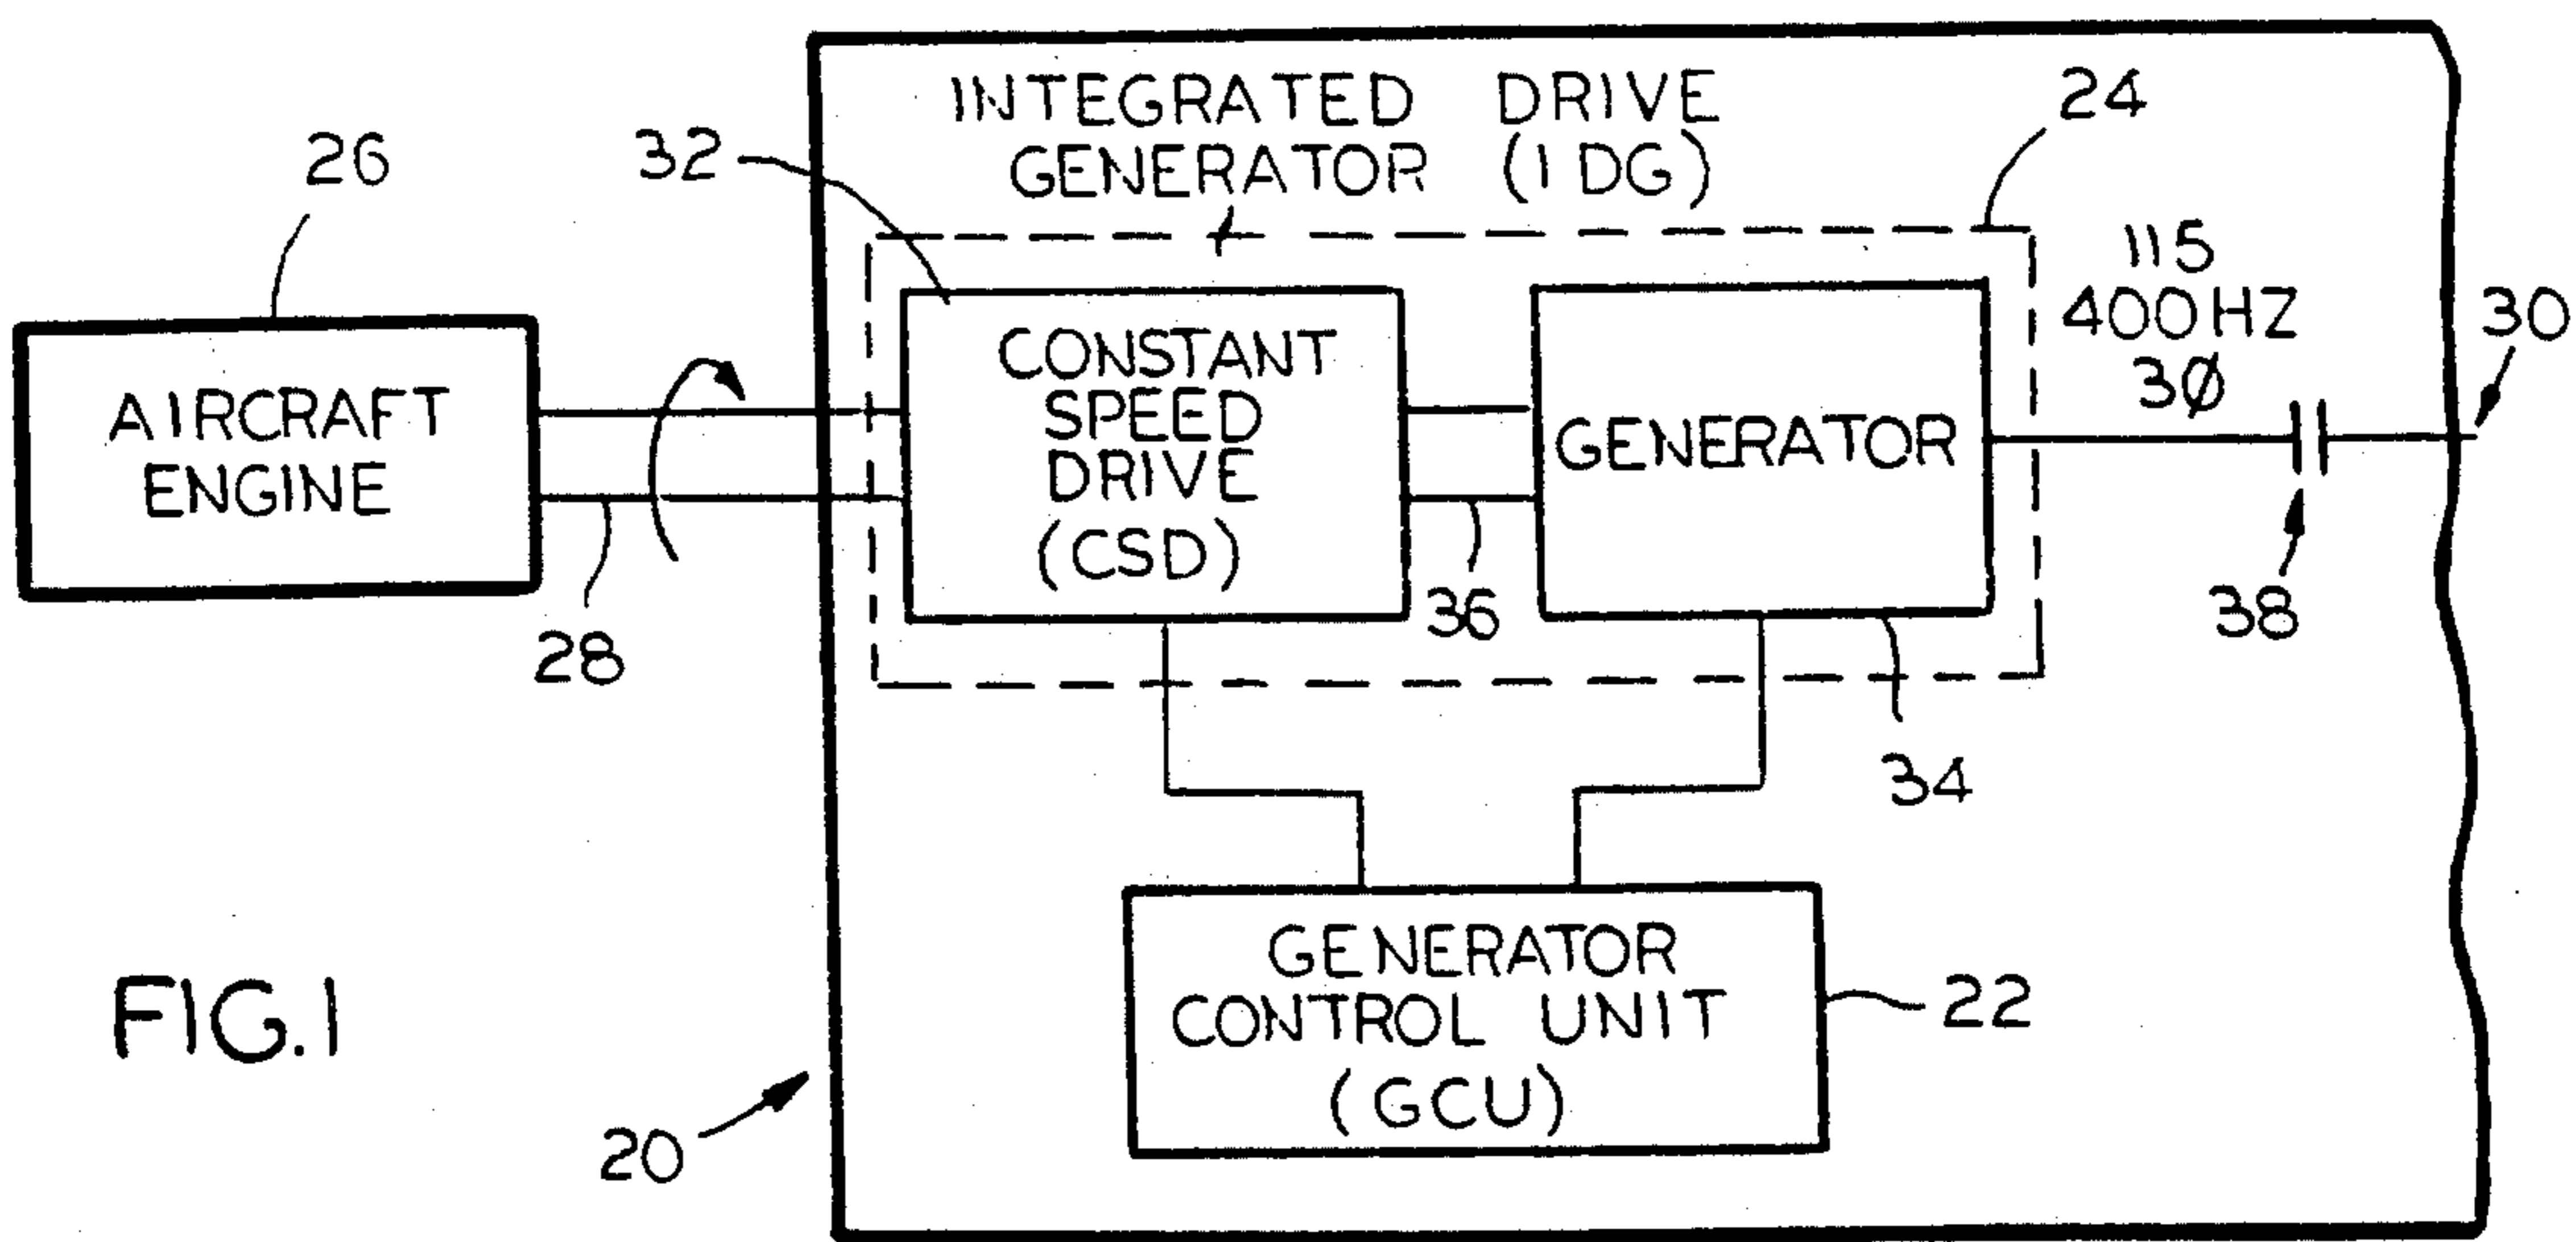 INTEGRATED DRIVE
GENERATOR (IDG)
24
26
32
115
400HZ
3Ø
30
AIRCRAFT
ENGINE
CONSTANT
SPEED
DRIVE
(CSD)
GENERATOR
28
36
38
34
GENERATOR
CONTROL UNIT
(GCU)
22
FIG.1
20